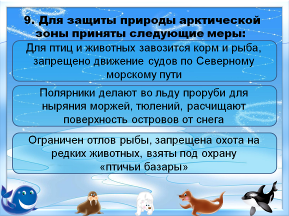 9. Для защиты природы арктической
зоны приняты следующие меры:
Для птиц и животных завозится корм и рыба,
запрещено движение судов по Северному
морскому пути
Полярники делают во льду проруби для
ныряния моржей, тюлений, расчищают
поверхность островов от снега
Ограничен отлов рыбы, запрещена охота на
редких животных, взяты под охрану
«птичьи базары»